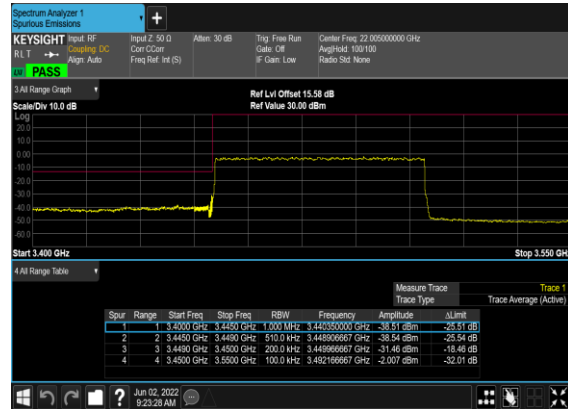 Spectrum Analyzer 1
Spurious Emissions
+
KEYSIGHT Input: RF Input Z: 50 Ω Atten: 30 dB Trig: Free Run Center Freq: 22.005000000 GHz
RLT Coupling: DC Corr CCorr Gate: Off Avg|Hold: 100/100
Align: Auto Freq Ref: Int (S) IF Gain: Low Radio Std: None
PASS
3 All Range Graph
Ref Lvl Offset 15.58 dB
Scale/Div 10.0 dB Ref Value 30.00 dBm
Log
20.0
10.0
0.00
-10.0
-20.0
-30.0
-40.0
-50.0
-60.0
Start 3.400 GHz Stop 3.550 GHz
4 All Range Table
Measure Trace Trace 1
Trace Type Trace Average (Active)
Spur Range Start Freq Stop Freq RBW Frequency Amplitude ΔLimit
1 1 3.4000 GHz 3.4450 GHz 1.000 MHz 3.440350000 GHz -38.51 dBm -25.51 dB
2 2 3.4450 GHz 3.4490 GHz 510.0 kHz 3.448906667 GHz -38.54 dBm -25.54 dB
3 3 3.4490 GHz 3.4500 GHz 200.0 kHz 3.449966667 GHz -31.46 dBm -18.46 dB
4 4 3.4500 GHz 3.5500 GHz 100.0 kHz 3.492166667 GHz -2.007 dBm -32.01 dB
? Jun 02, 2022
9:23:28 AM